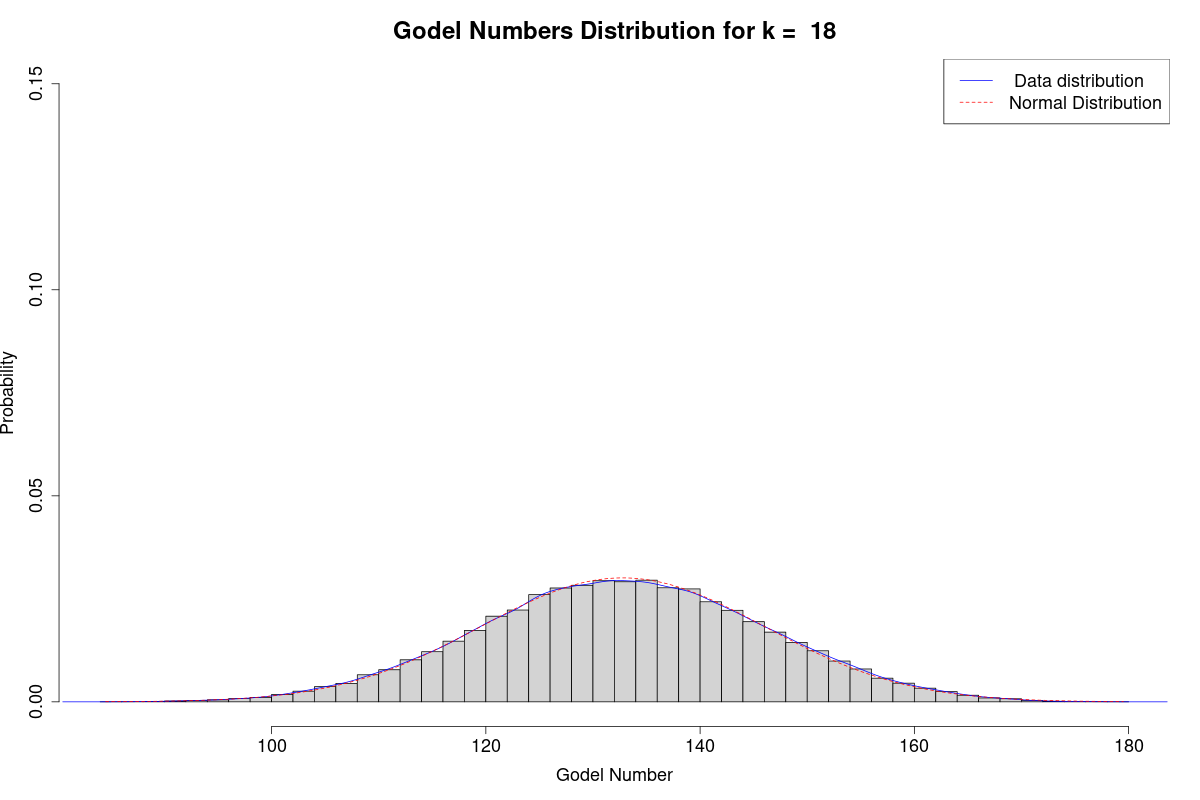 Godel Numbers Distribution for k =  18
Data distribution
Normal Distribution
Probability
0.15
0.10
0.05
0.00
100 120 140 160 180
Godel Number